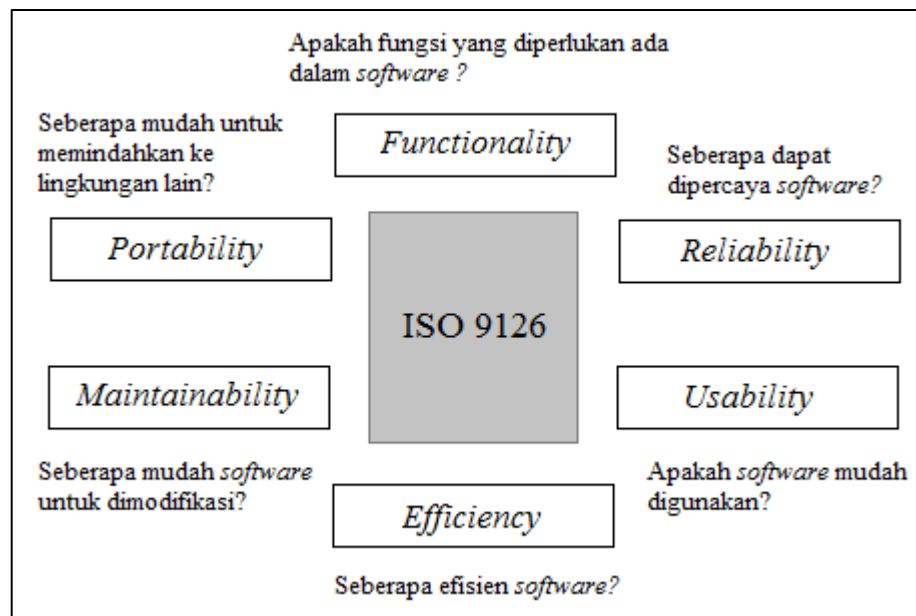 Apakah fungsi yang diperlukan ada
dalam software ?
Functionality
Seberapa mudah untuk
memindahkan ke
lingkungan lain?
Portability
Seberapa dapat
dipercaya software?
Reliability
ISO 9126
Maintainability
Seberapa mudah software
untuk dimodifikasi?
Usability
Apakah software mudah
digunakan?
Efficiency
Seberapa efisien software?